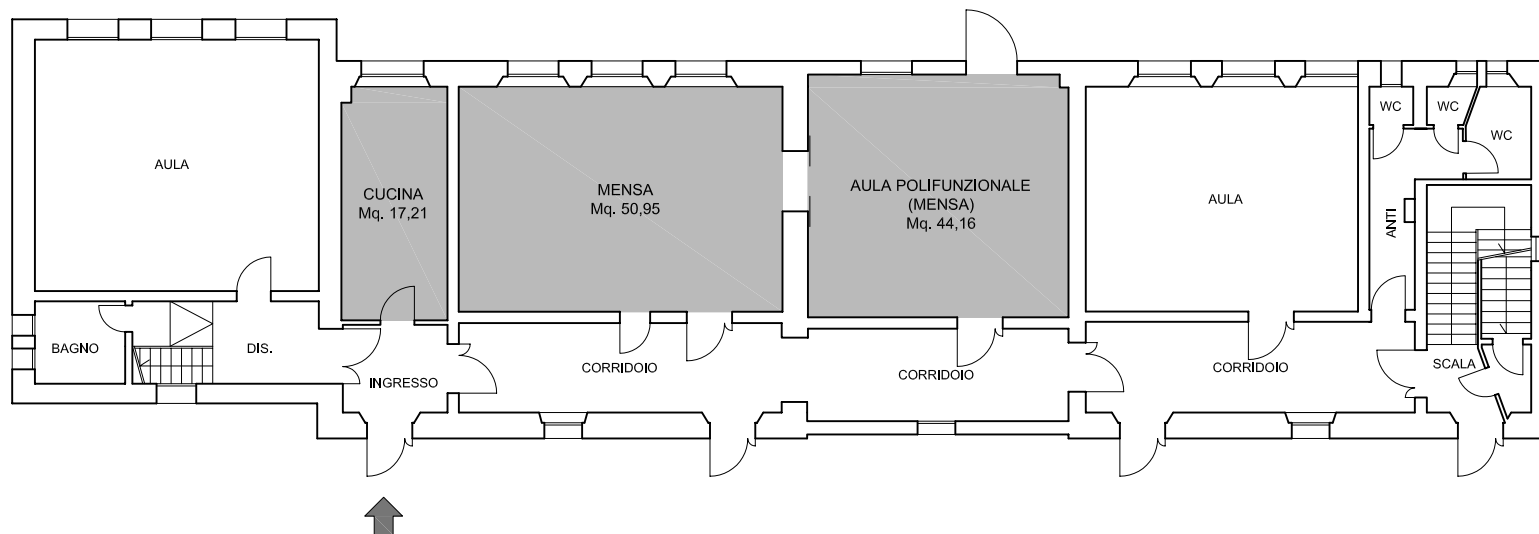 AULA
CUCINA
Mq. 17,21
MENSA
Mq. 50,95
AULA POLIFUNZIONALE
(MENSA)
Mq. 44,16
AULA
WC
WC
WC
ANTI
BAGNO
DIS.
INGRESSO
CORRIDOIO
CORRIDOIO
CORRIDOIO
SCALA